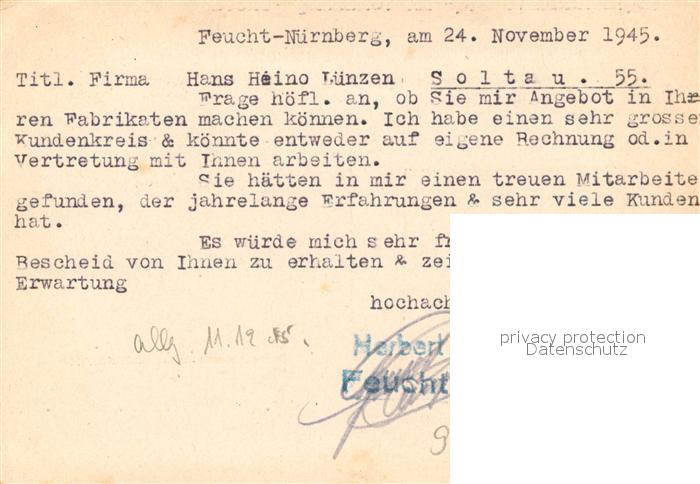 Feucht-Nürnberg, am 24. November 1945.
Titl. Firma Hans Heino Lünzen Soltau. 55.
Frage höfl. an, ob Sie mir Angebot in Ih
ren Fabrikaten machen können. Ich habe einen sehr grosse
Kundenkreis & könnte entweder auf eigene Rechnung od.in
Vertretung mit Ihnen arbeiten.
Sie hätten in mir einen treuen Mitarbeite
gefunden, der jahrelange Erfahrungen & sehr viele Kunden
hat.
Es würde mich sehr fr
Bescheid von Ihnen zu erhalten & zei
Erwartung
hochach
11.12.45.
Herbert
Feucht
privacy protection
Datenschutz